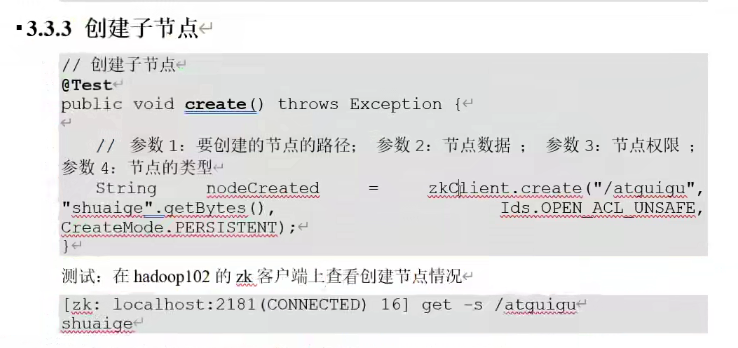 3.3.3 创建子节点
// 创建子节点
@Test
public void create() throws Exception {
// 参数 1：要创建的节点的路径； 参数 2：节点数据 ； 参数 3：节点权限 ；
参数 4：节点的类型
String nodeCreated = zkClient.create("/atguigu",
"shuaige".getBytes(), Ids.OPEN_ACL_UNSAFE,
CreateMode.PERSISTENT);
}
测试：在 hadoop102 的 zk 客户端上查看创建节点情况
[zk: localhost:2181(CONNECTED) 16] get -s /atguigu
shuaige